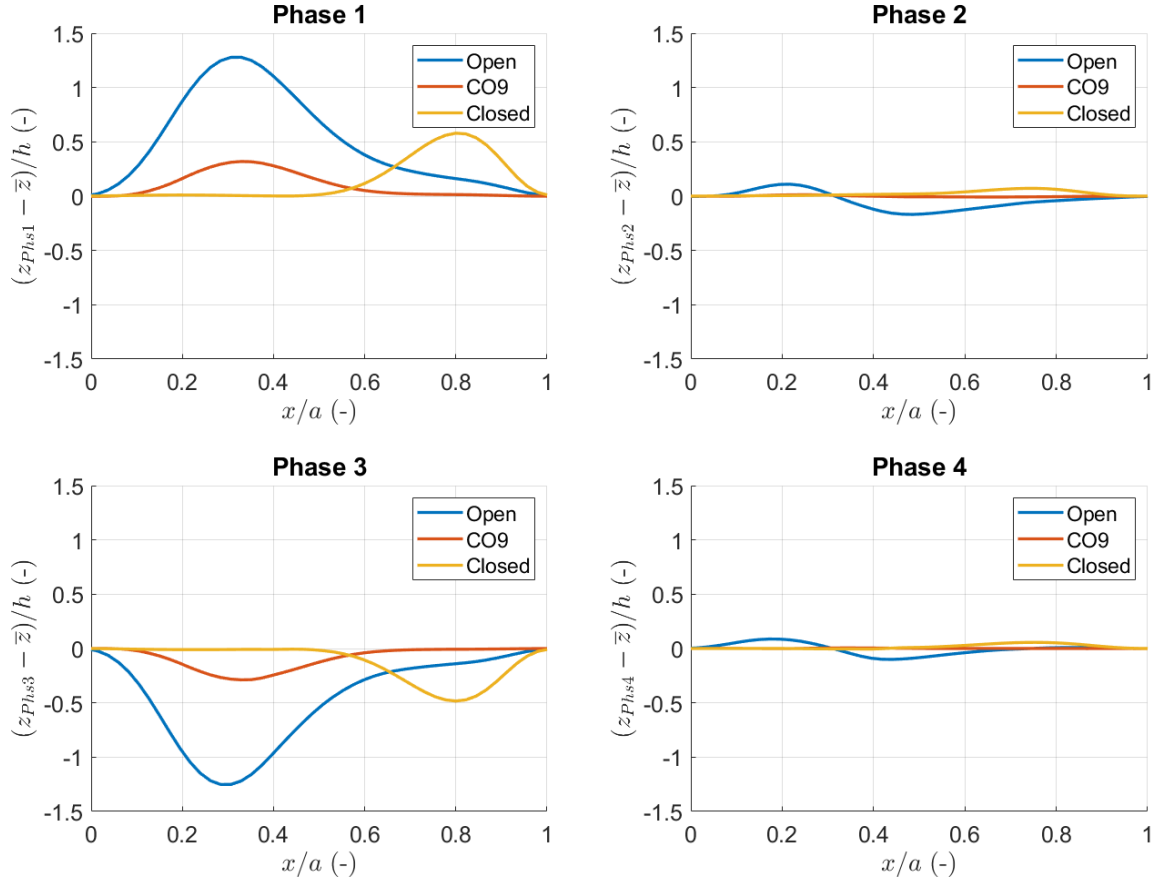 Phase 1
1.5
1
0.5
0
-0.5
-1
-1.5
(z_{Phs1} − z̅)/h (-)
Open
CO9
Closed
0 0.2 0.4 0.6 0.8 1
x/a (-)
Phase 2
1.5
1
0.5
0
-0.5
-1
-1.5
(z_{Phs2} − z̅)/h (-)
Open
CO9
Closed
0 0.2 0.4 0.6 0.8 1
x/a (-)
Phase 3
1.5
1
0.5
0
-0.5
-1
-1.5
(z_{Phs3} − z̅)/h (-)
Open
CO9
Closed
0 0.2 0.4 0.6 0.8 1
x/a (-)
Phase 4
1.5
1
0.5
0
-0.5
-1
-1.5
(z_{Phs4} − z̅)/h (-)
Open
CO9
Closed
0 0.2 0.4 0.6 0.8 1
x/a (-)